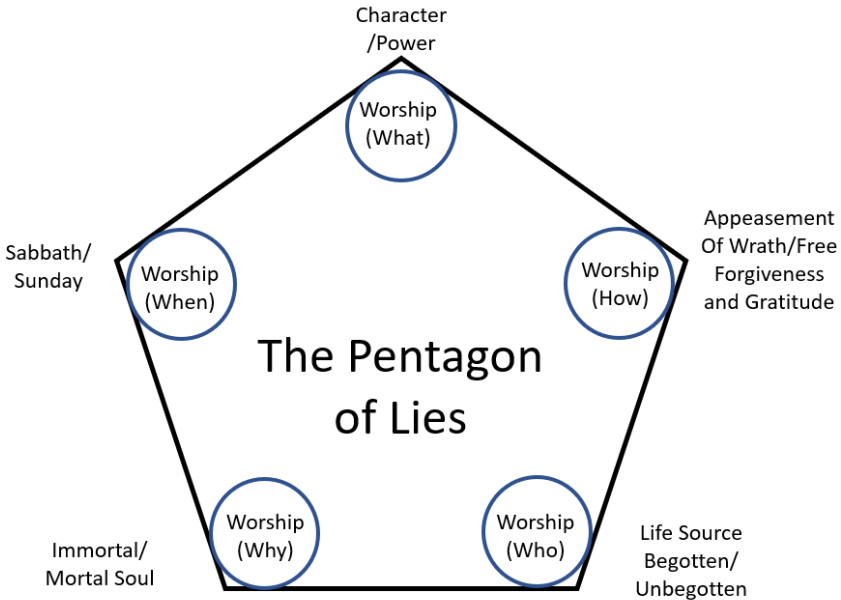 Character
/Power
Worship
(What)
Appeasement
Of Wrath/Free
Forgiveness
and Gratitude
Sabbath/
Sunday
Worship
(When)
Worship
(How)
The Pentagon
of Lies
Worship
(Why)
Worship
(Who)
Immortal/
Mortal Soul
Life Source
Begotten/
Unbegotten